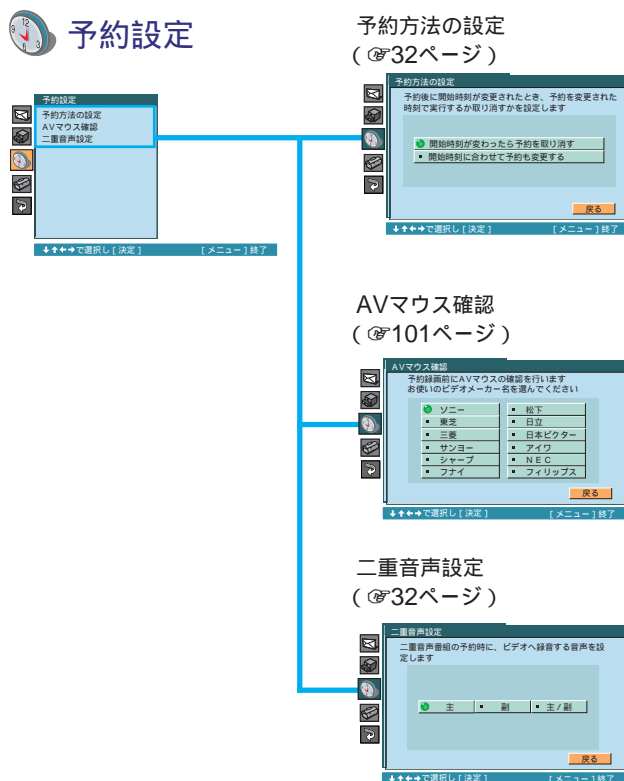 予約設定
予約設定
予約方法の設定
AVマウス確認
二重音声設定
↓↑←→で選択し [ 決定 ] [ メニュー ] 終了
予約方法の設定
( ☞32ページ )
予約方法の設定
予約後に開始時刻が変更されたとき、予約を変更された
時刻で実行するか取り消すかを設定します
開始時刻が変わったら予約を取り消す
開始時刻に合わせて予約も変更する
戻る
↓↑←→で選択し [ 決定 ] [ メニュー ] 終了
AVマウス確認
( ☞101ページ )
AVマウス確認
予約録画前にAVマウスの確認を行います
お使いのビデオメーカー名を選んでください
ソニー 松下
東芝 日立
三菱 日本ビクター
サンヨー アイワ
シャープ NEC
フナイ フィリップス
戻る
↓↑←→で選択し [ 決定 ] [ メニュー ] 終了
二重音声設定
( ☞32ページ )
二重音声設定
二重音声番組の予約時に、ビデオへ録音する音声を設
定します
主 副 主/副
戻る
↓↑←→で選択し [ 決定 ] [ メニュー ] 終了